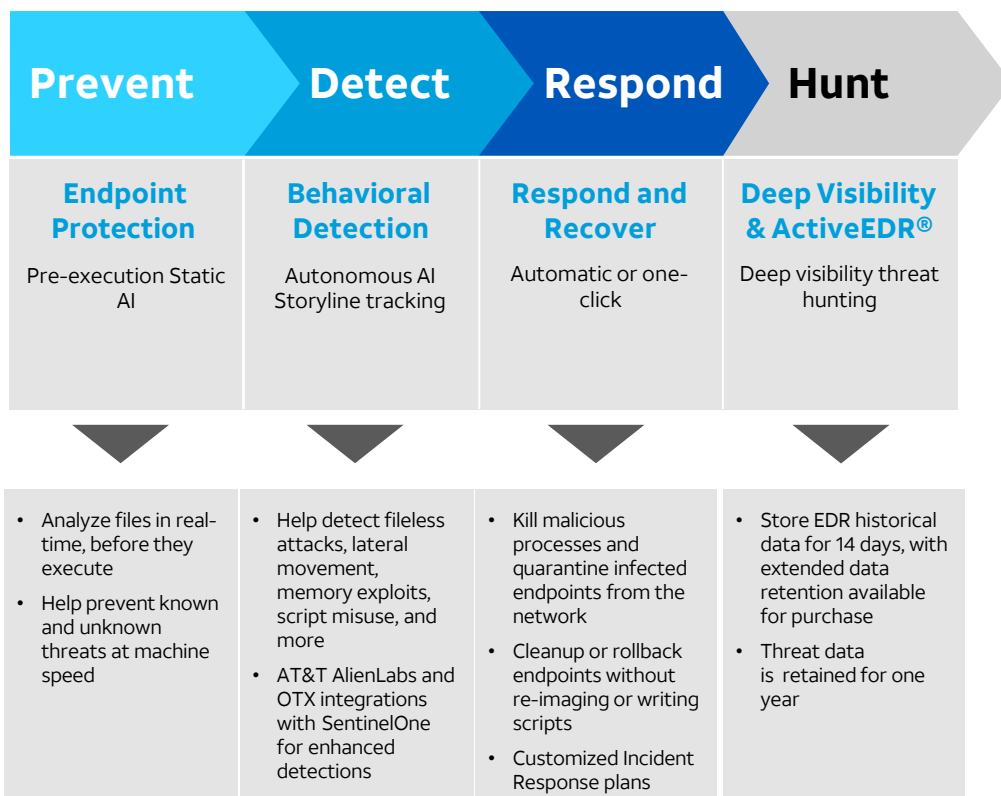 Prevent
Detect
Respond
Hunt
Endpoint
Protection
Pre-execution Static
AI
Behavioral
Detection
Autonomous AI
Storyline tracking
Respond and
Recover
Automatic or one-
click
Deep Visibility
& ActiveEDR®
Deep visibility threat
hunting
• Analyze files in real-
time, before they
execute
• Help prevent known
and unknown
threats at machine
speed
• Help detect fileless
attacks, lateral
movement,
memory exploits,
script misuse, and
more
• AT&T AlienLabs and
OTX integrations
with SentinelOne
for enhanced
detections
• Kill malicious
processes and
quarantine infected
endpoints from the
network
• Cleanup or rollback
endpoints without
re-imaging or writing
scripts
• Customized Incident
Response plans
• Store EDR historical
data for 14 days, with
extended data
retention available
for purchase
• Threat data
is retained for one
year